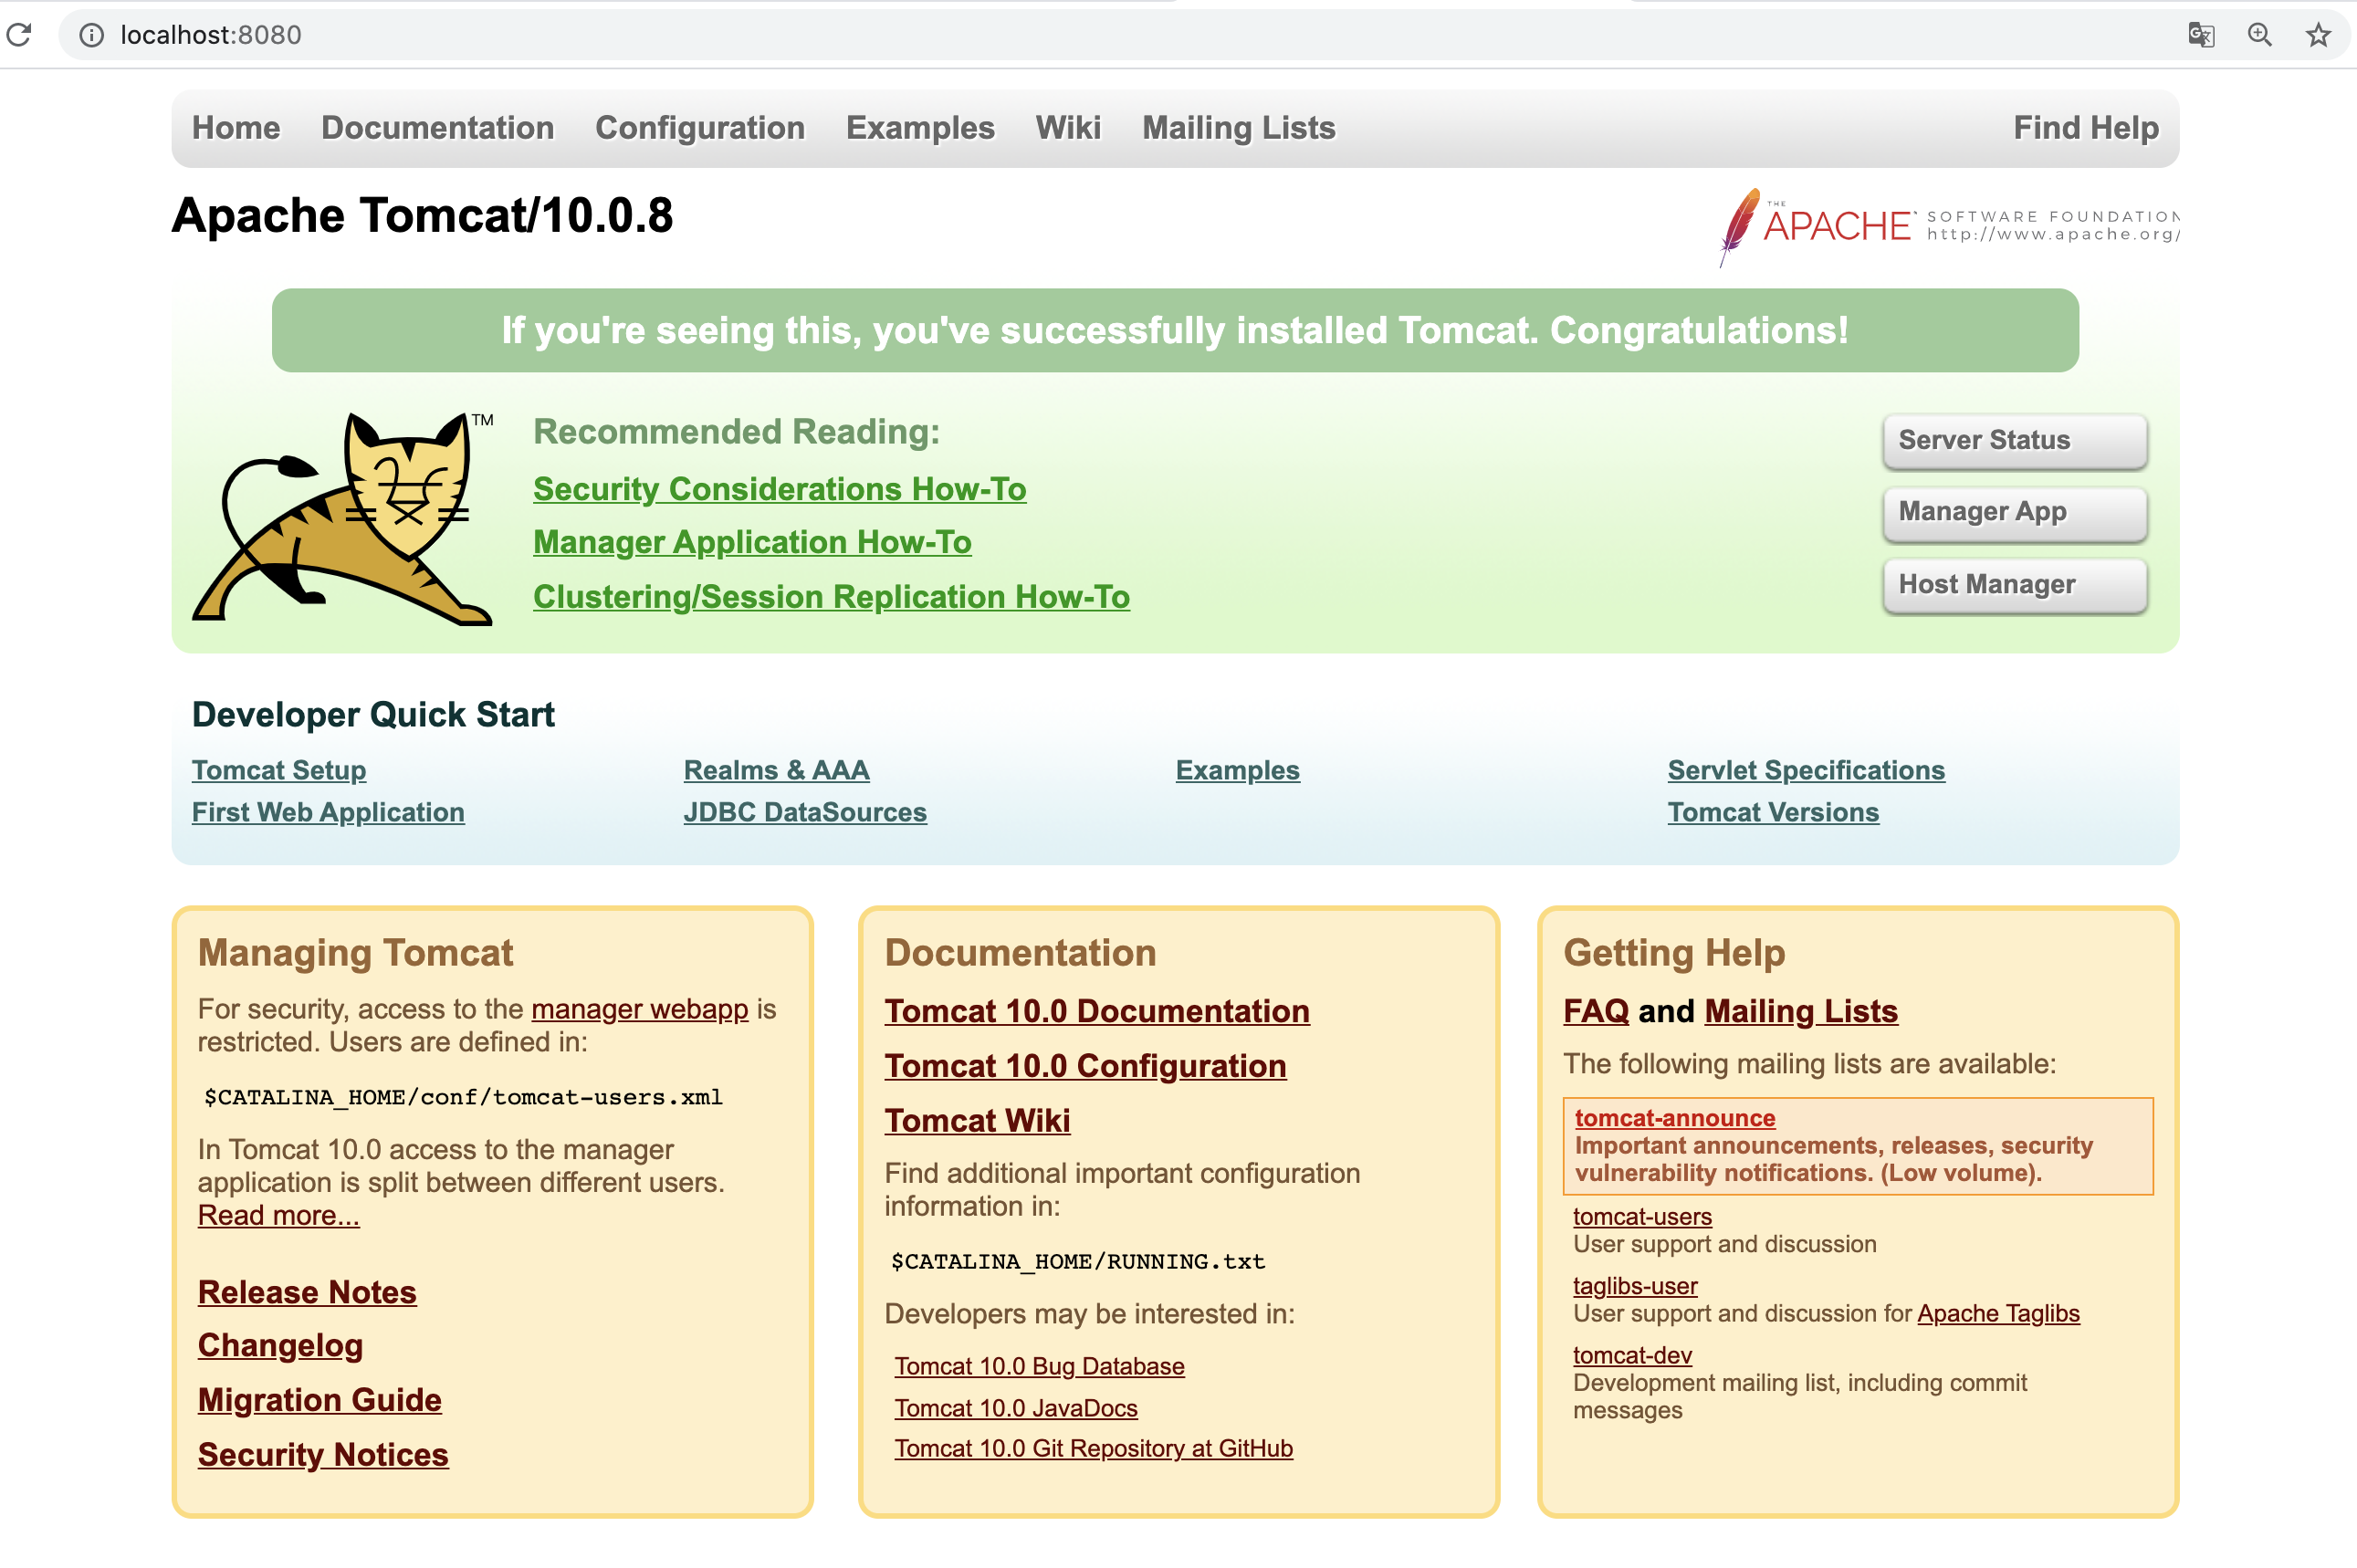 localhost:8080
Home Documentation Configuration Examples Wiki Mailing Lists Find Help
Apache Tomcat/10.0.8
THE
APACHE SOFTWARE FOUNDATION
http://www.apache.org/
If you're seeing this, you've successfully installed Tomcat. Congratulations!
TM
Recommended Reading:
Security Considerations How-To
Manager Application How-To
Clustering/Session Replication How-To
Server Status
Manager App
Host Manager
Developer Quick Start
Tomcat Setup
First Web Application
Realms & AAA
JDBC DataSources
Examples
Servlet Specifications
Tomcat Versions
Managing Tomcat
For security, access to the manager webapp is
restricted. Users are defined in:
$CATALINA_HOME/conf/tomcat-users.xml
In Tomcat 10.0 access to the manager
application is split between different users.
Read more...
Release Notes
Changelog
Migration Guide
Security Notices
Documentation
Tomcat 10.0 Documentation
Tomcat 10.0 Configuration
Tomcat Wiki
Find additional important configuration
information in:
$CATALINA_HOME/RUNNING.txt
Developers may be interested in:
Tomcat 10.0 Bug Database
Tomcat 10.0 JavaDocs
Tomcat 10.0 Git Repository at GitHub
Getting Help
FAQ and Mailing Lists
The following mailing lists are available:
tomcat-announce
Important announcements, releases, security
vulnerability notifications. (Low volume).
tomcat-users
User support and discussion
taglibs-user
User support and discussion for Apache Taglibs
tomcat-dev
Development mailing list, including commit
messages